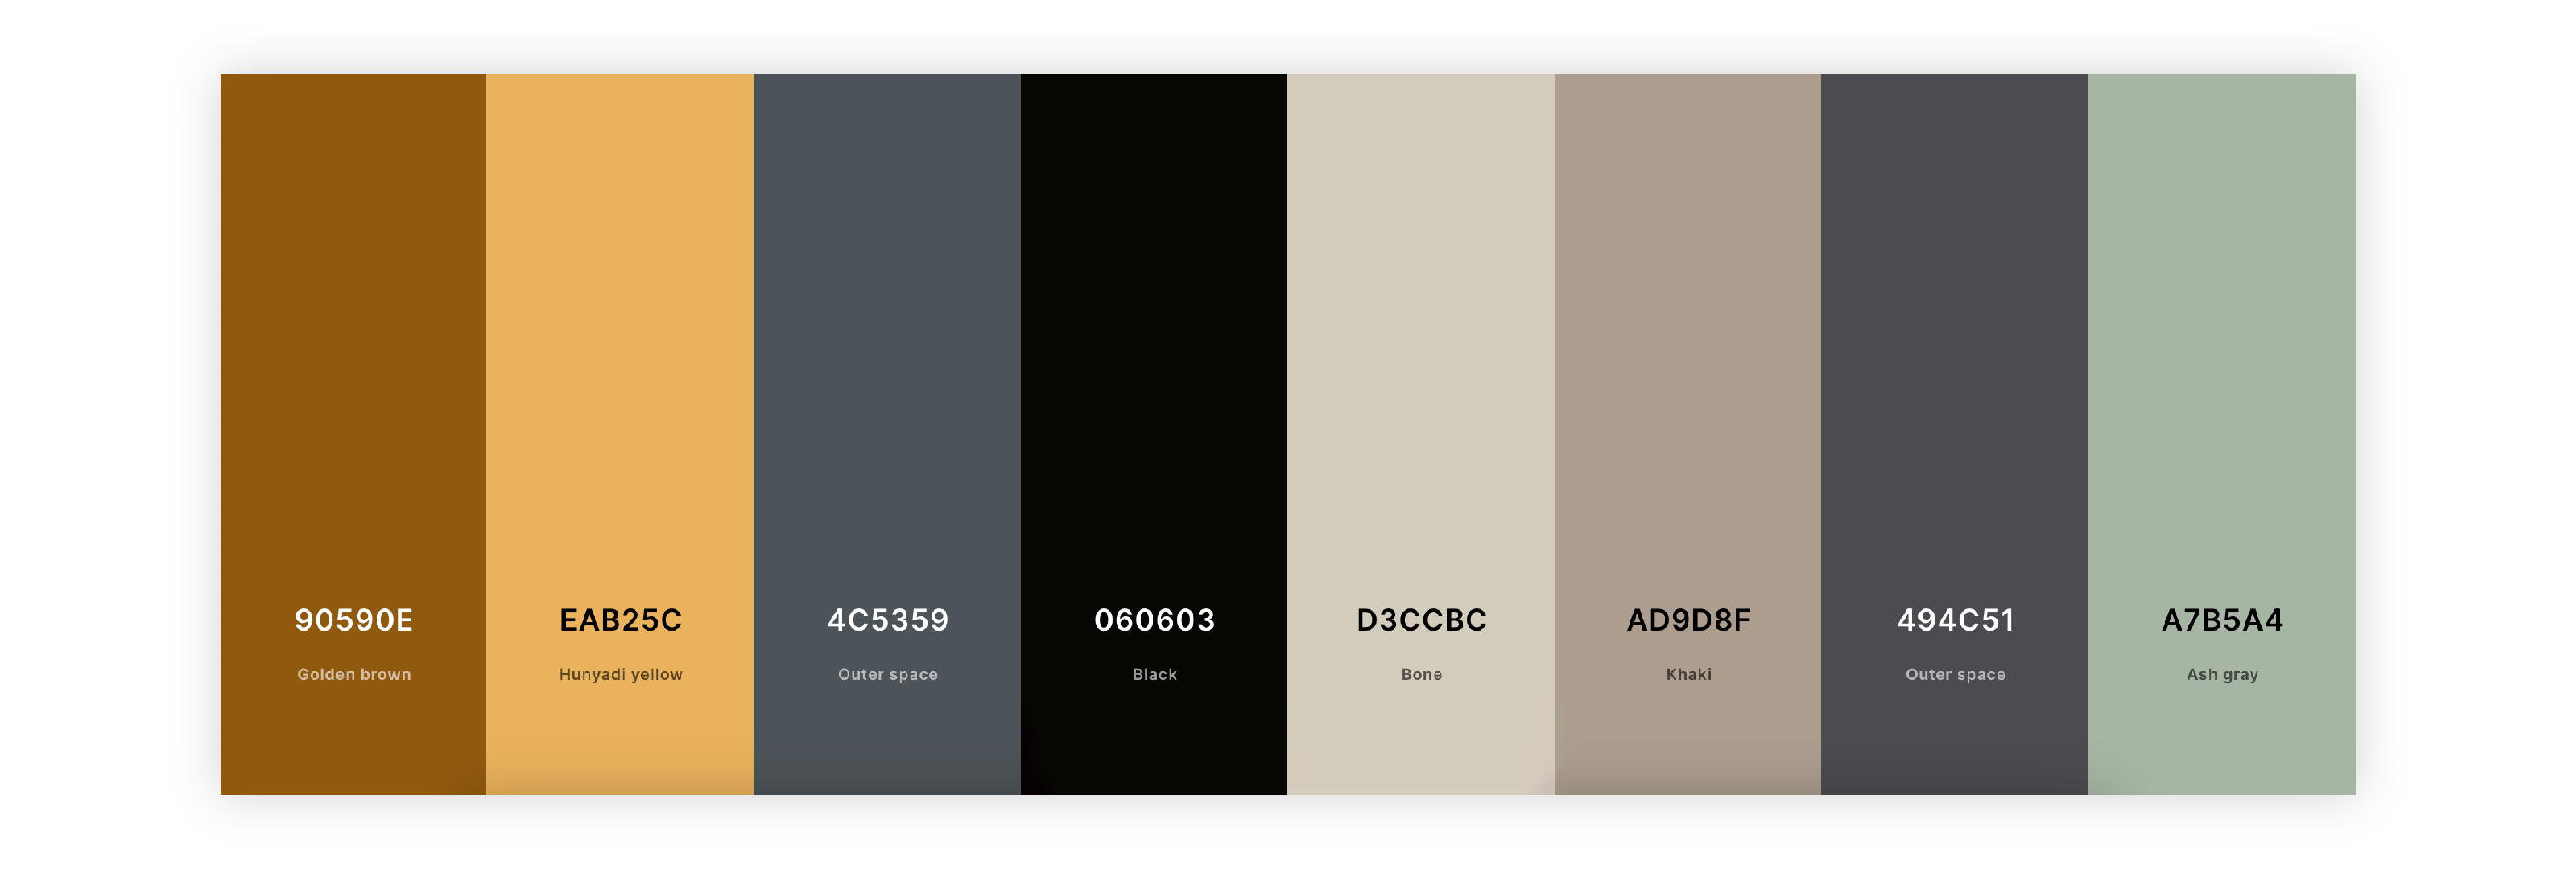 90590E
Golden brown
EAB25C
Hunyadi yellow
4C5359
Outer space
060603
Black
D3CCBC
Bone
AD9D8F
Khaki
494C51
Outer space
A7B5A4
Ash gray